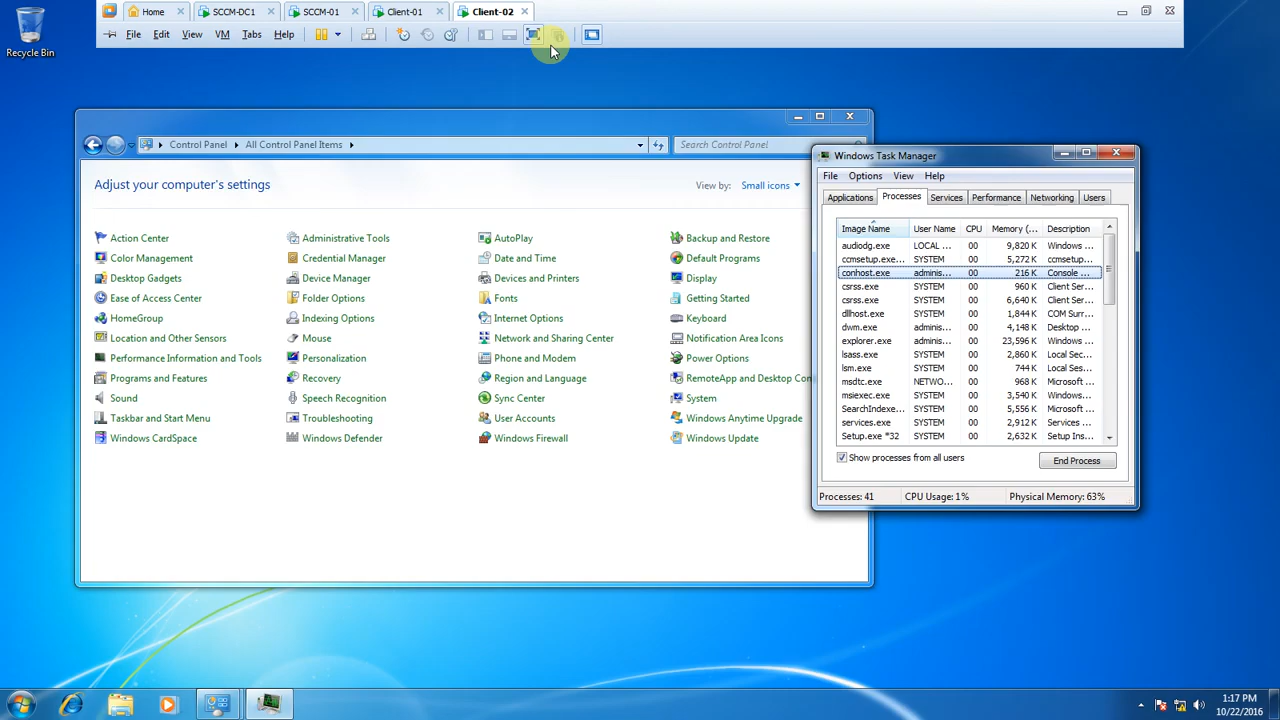 Home SCCM-DC1 SCCM-01 Client-01 Client-02
File Edit View VM Tabs Help
Recycle Bin
Control Panel All Control Panel Items Search Control Panel
Adjust your computer's settings
View by: Small icons
Action Center Administrative Tools AutoPlay Backup and Restore
Color Management Credential Manager Date and Time Default Programs
Desktop Gadgets Device Manager Devices and Printers Display
Ease of Access Center Folder Options Fonts Getting Started
HomeGroup Indexing Options Internet Options Keyboard
Location and Other Sensors Mouse Network and Sharing Center Notification Area Icons
Performance Information and Tools Personalization Phone and Modem Power Options
Programs and Features Recovery Region and Language RemoteApp and Desktop Con
Sound Speech Recognition Sync Center System
Taskbar and Start Menu Troubleshooting User Accounts Windows Anytime Upgrade
Windows CardSpace Windows Defender Windows Firewall Windows Update
Windows Task Manager
File Options View Help
Applications Processes Services Performance Networking Users
Image Name User Name CPU Memory (... Description
audiodg.exe LOCAL ... 00 9,820 K Windows ...
ccmsetup.exe... SYSTEM 00 5,272 K ccmsetup...
conhost.exe adminis... 00 216 K Console ...
csrss.exe SYSTEM 00 960 K Client Ser...
csrss.exe SYSTEM 00 6,640 K Client Ser...
dllhost.exe SYSTEM 00 1,844 K COM Surr...
dwm.exe adminis... 00 4,148 K Desktop ...
explorer.exe adminis... 00 23,596 K Windows ...
lsass.exe SYSTEM 00 2,860 K Local Sec...
lsm.exe SYSTEM 00 744 K Local Ses...
msdtc.exe NETWO... 00 968 K Microsoft ...
msiexec.exe SYSTEM 00 3,540 K Windows...
SearchIndexe... SYSTEM 00 5,556 K Microsoft ...
services.exe SYSTEM 00 2,912 K Services ...
Setup.exe *32 SYSTEM 00 2,632 K Setup Ins...
Show processes from all users End Process
Processes: 41 CPU Usage: 1% Physical Memory: 63%
1:17 PM
10/22/2016